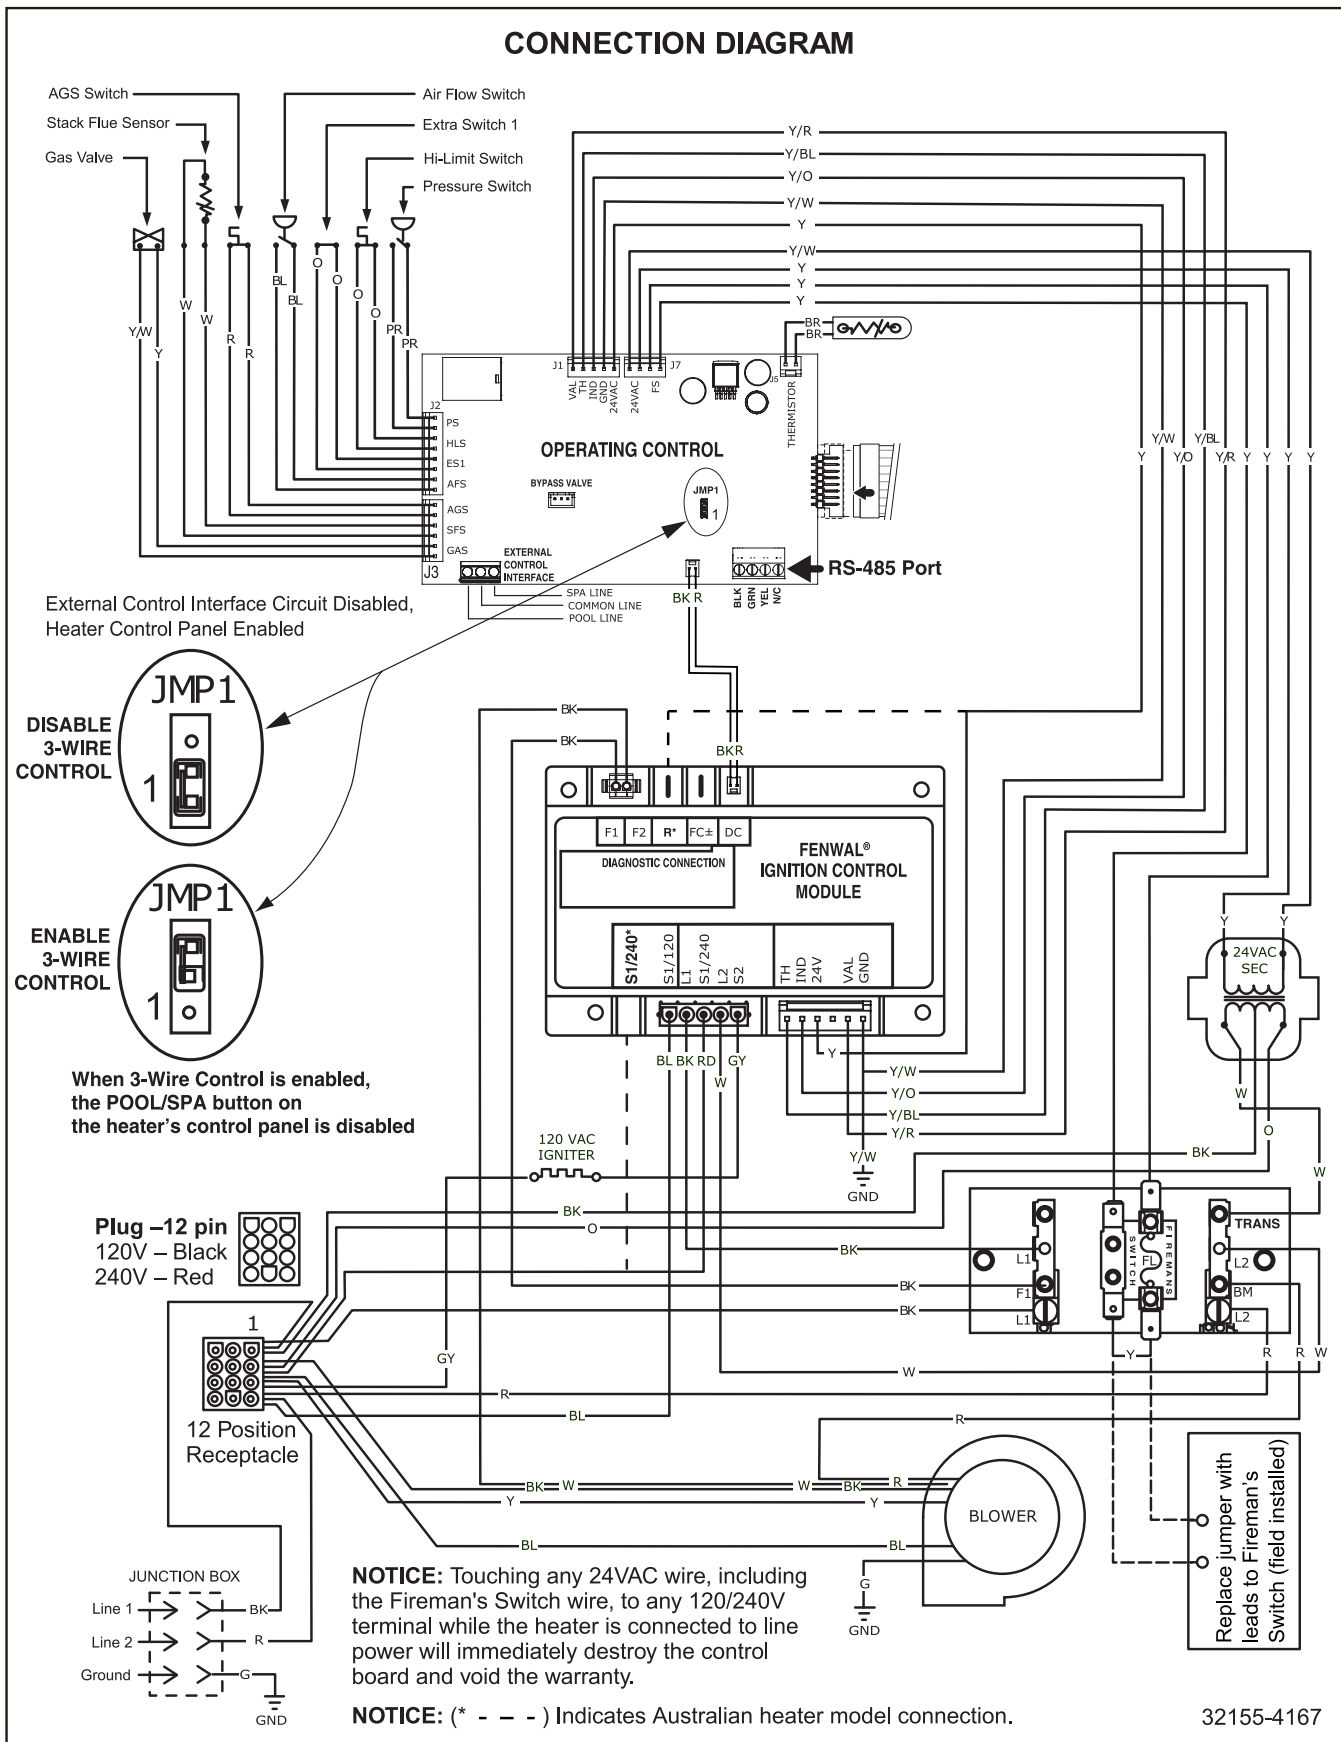 CONNECTION DIAGRAM
AGS Switch
Stack Flue Sensor
Gas Valve
Air Flow Switch
Extra Switch 1
Hi-Limit Switch
Pressure Switch
Y/R
Y/BL
Y/O
Y/W
Y
Y/W
Y
Y
Y
BR
BR
Y/W
Y
W
W
R
R
BL
BL
O
O
O
O
PR
PR
J1
VAL
TH
IND
GND
24VAC
24VAC
FS
J7
J5
THERMISTOR
J2
PS
HLS
ES1
AFS
AGS
SFS
GAS
J3
OPERATING CONTROL
BYPASS VALVE
JMP1
1
EXTERNAL
CONTROL
INTERFACE
SPA LINE
COMMON LINE
POOL LINE
BK R
BLK
GRN
YEL
N/C
RS-485 Port
Y/W
Y/BL
Y
Y/O
Y/R
Y
Y
Y
Y
External Control Interface Circuit Disabled,
Heater Control Panel Enabled
JMP1
1
DISABLE
3-WIRE
CONTROL
JMP1
1
ENABLE
3-WIRE
CONTROL
When 3-Wire Control is enabled,
the POOL/SPA button on
the heater's control panel is disabled
BK
BK
BKR
F1
F2
R*
FC±
DC
DIAGNOSTIC CONNECTION
FENWAL®
IGNITION CONTROL
MODULE
S1/240*
S1/120
L1
S1/240
L2
S2
TH
IND
24V
VAL
GND
BL BK RD
W
GY
Y
Y/W
Y/O
Y/BL
Y/R
Y/W
GND
Y
Y
24VAC
SEC
W
O
W
120 VAC
IGNITER
BK
BK
O
Plug –12 pin
120V – Black
240V – Red
1
12 Position
Receptacle
BK
BK
BK
GY
R
BL
W
R
L1
F1
L1
SWITCH
FL
FIREMANS
TRANS
L2
BM
L2
Y
R
R
W
BK
W
W
BK
R
Y
Y
BL
BL
BLOWER
G
GND
Replace jumper with
leads to Fireman's
Switch (field installed)
JUNCTION BOX
Line 1
BK
Line 2
R
Ground
G
GND
NOTICE: Touching any 24VAC wire, including
the Fireman's Switch wire, to any 120/240V
terminal while the heater is connected to line
power will immediately destroy the control
board and void the warranty.
NOTICE: (* - – – ) Indicates Australian heater model connection.
32155-4167